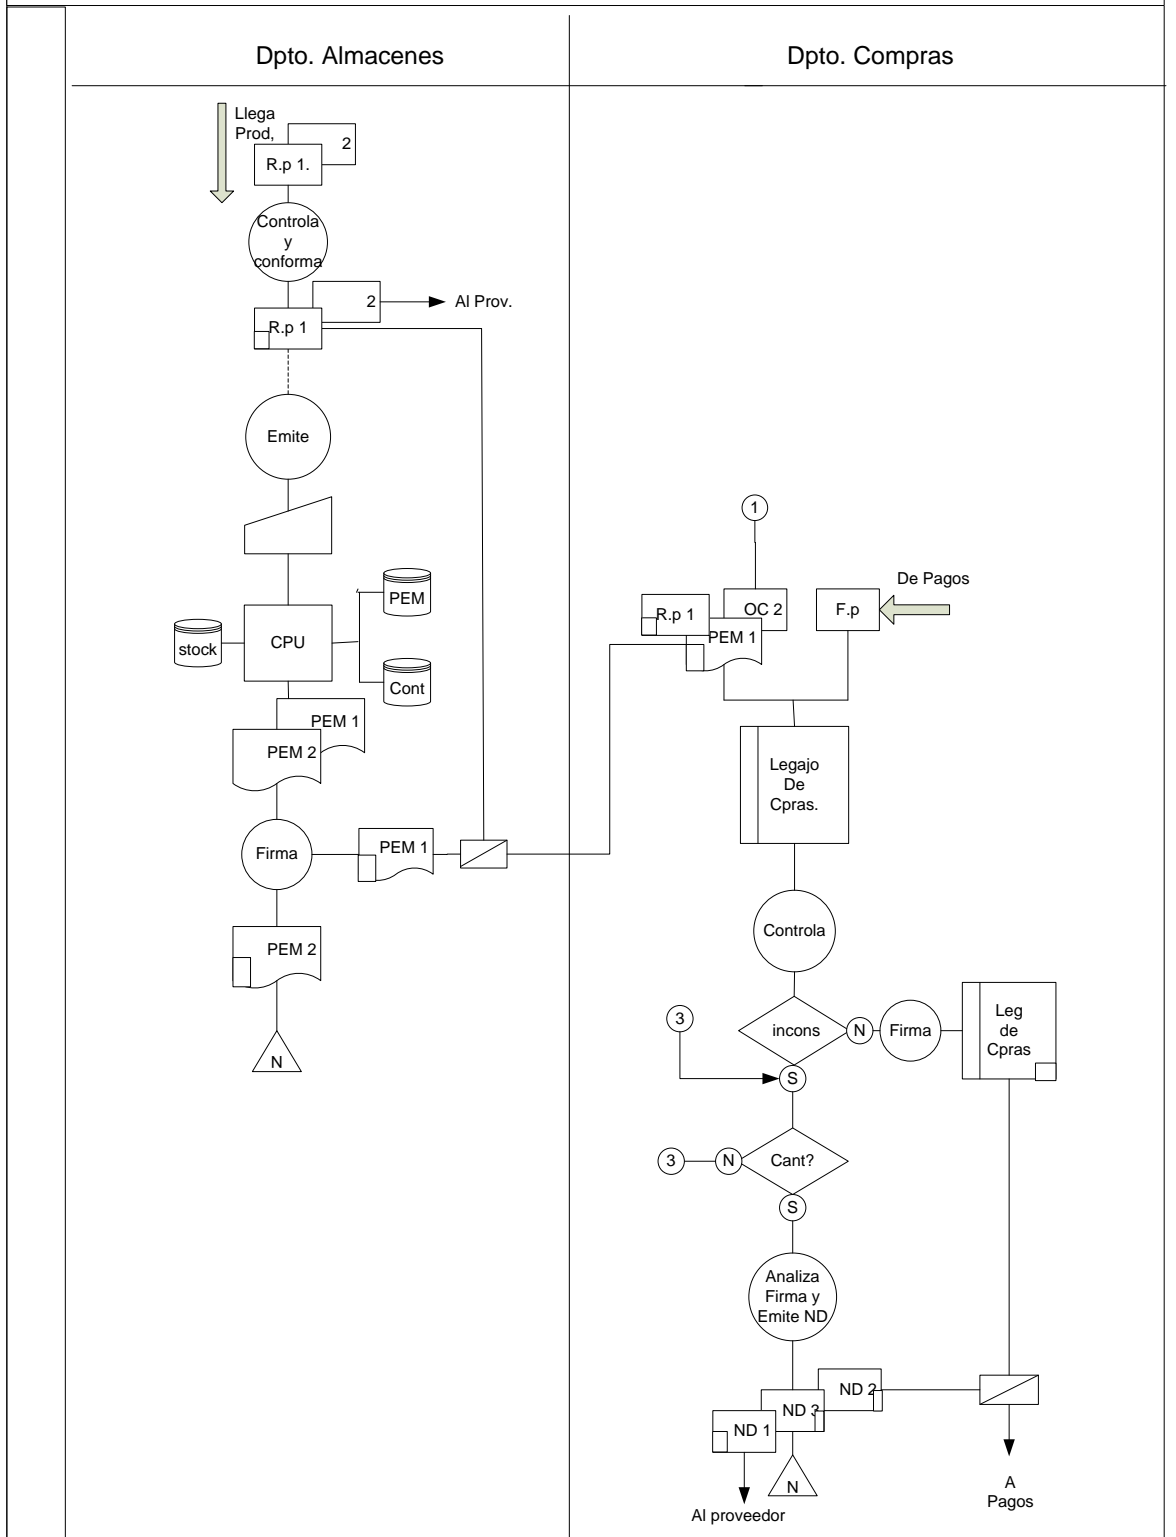 Dpto. Almacenes
Dpto. Compras
Llega
Prod,
2
R.p 1.
Controla
y
conforma
2
Al Prov.
R.p 1
Emite
PEM
stock
CPU
Cont
PEM 1
PEM 2
Firma
PEM 1
PEM 2
N
1
De Pagos
R.p 1
OC 2
F.p
PEM 1
Legajo
De
Cpras.
Controla
3
incons
N
Firma
Leg
de
Cpras
S
3
N
Cant?
S
Analiza
Firma y
Emite ND
ND 2
ND 3
ND 1
N
Al proveedor
A
Pagos